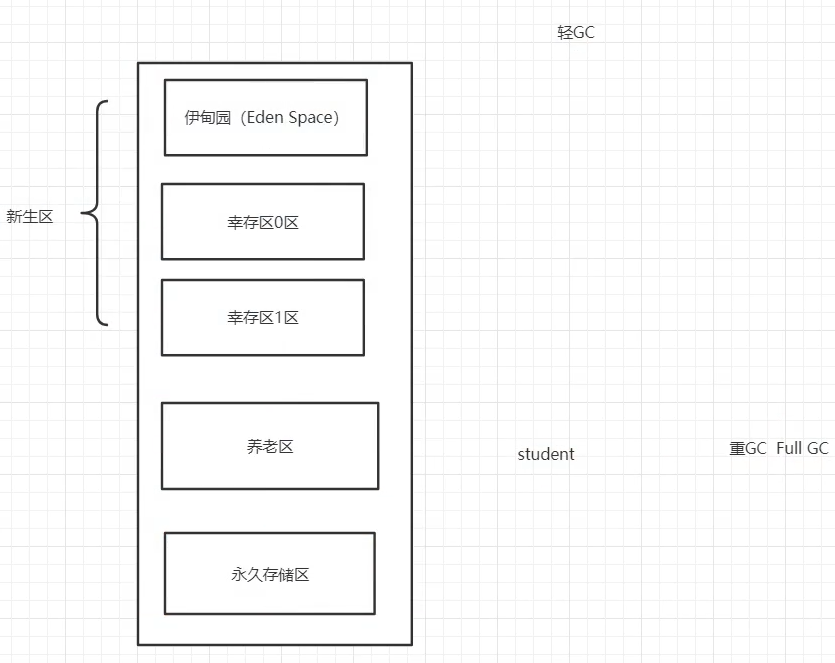 轻GC
伊甸园（Eden Space）
新生区
幸存区0区
幸存区1区
养老区
student
重GC  Full GC
永久存储区